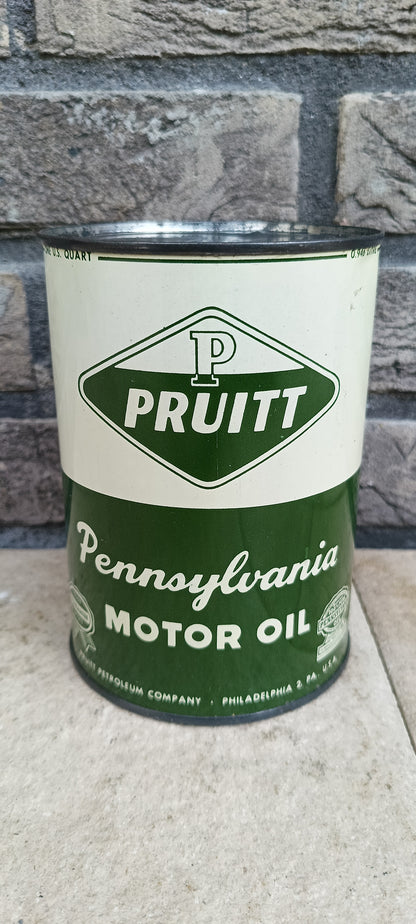 U.S. QUART
P
PRUITT
Pennsylvania
MOTOR OIL
PETROLEUM COMPANY · PHILADELPHIA 2, PA. U.S.A.